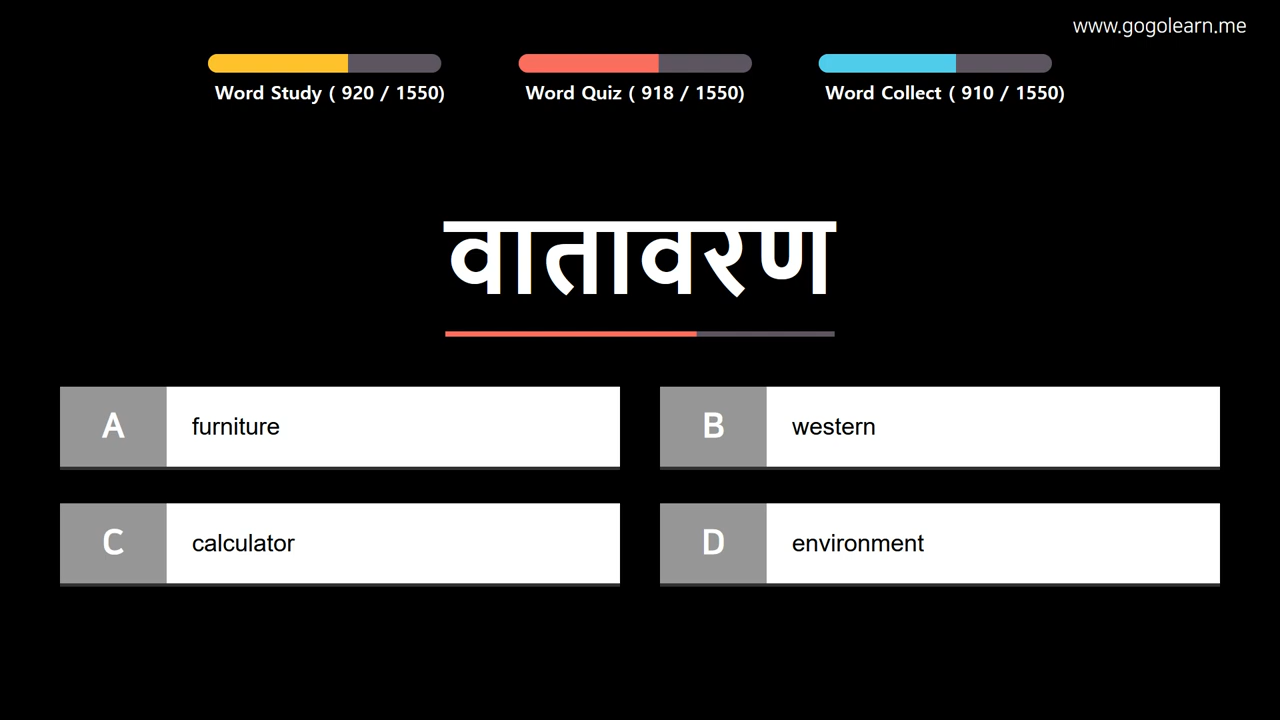 www.gogolearn.me
Word Study ( 920 / 1550)
Word Quiz ( 918 / 1550)
Word Collect ( 910 / 1550)
वातावरण
A
furniture
B
western
C
calculator
D
environment